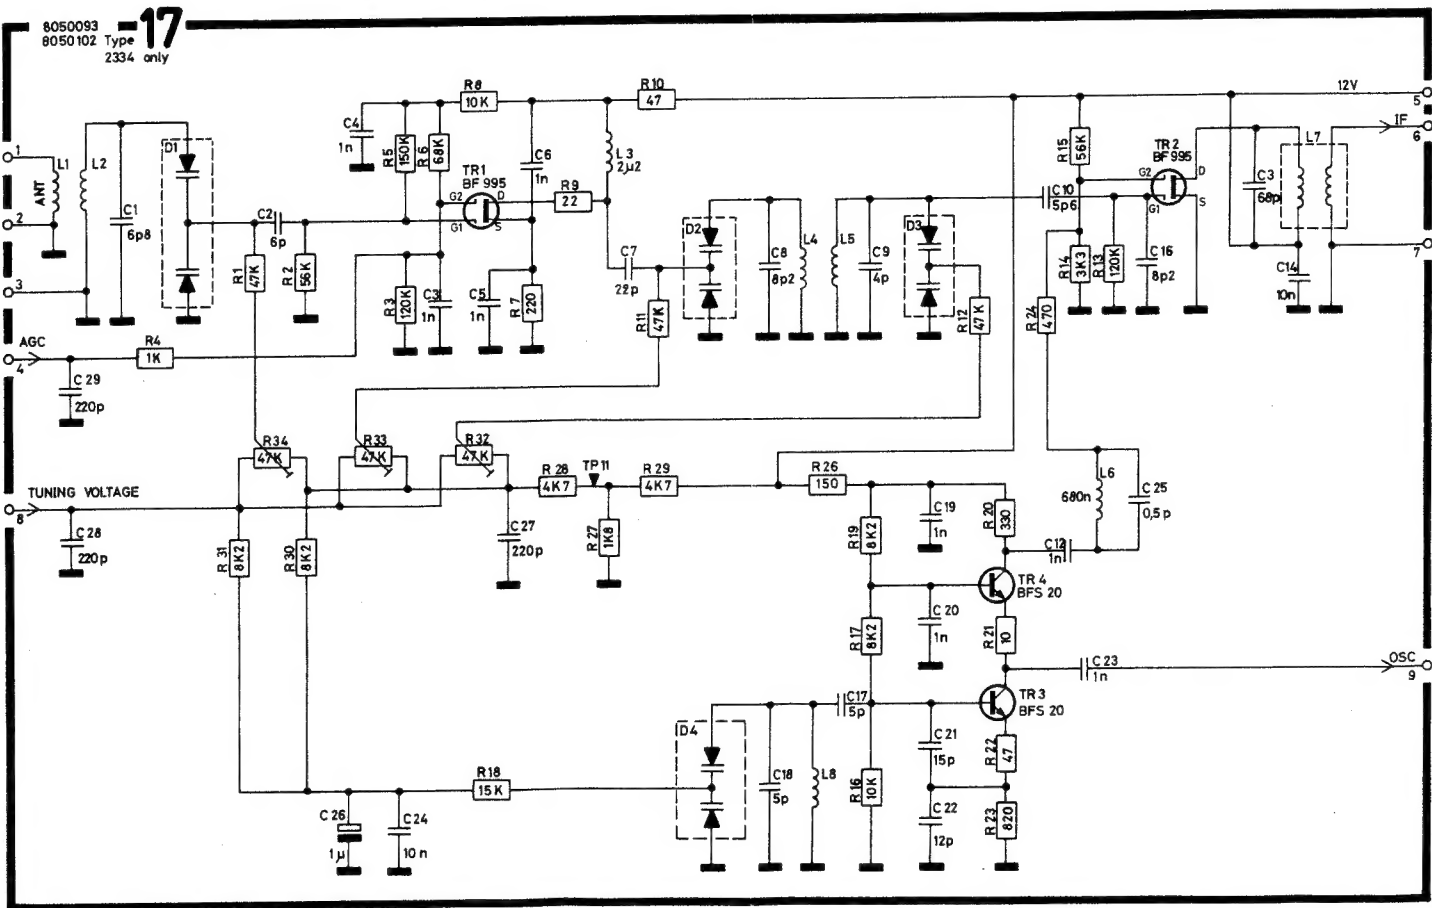 8050093
8050102 Type 17
2334 only
1
2
3
AGC
4
TUNING VOLTAGE
8
12V
5
IF
6
7
OSC
9
L1
ANT
L2
C1
6p8
D1
C2
6p
R1
47K
R2
56K
R4
1K
C29
220p
C4
1n
R5
150K
R6
68K
R8
10K
TR1
BF 995
G2
G1
D
S
C6
1n
R9
22
L3
2µ2
R10
47
R3
120K
C3
1n
C5
1n
R7
220
C7
22p
R11
47K
D2
C8
8p2
L4
L5
C9
4p
D3
R12
47K
C10
5p6
R15
56K
TR2
BF995
G2
G1
D
S
R14
3K3
R13
120K
C16
8p2
R24
470
C3
68p
L7
C14
10n
R34
47K
R33
47K
R32
47K
R28
4K7
TP11
R29
4K7
R26
150
C28
220p
R31
8K2
R30
8K2
C27
220p
R27
1K8
R19
8K2
C19
1n
R20
330
C12
1n
L6
680n
C25
0,5p
TR4
BFS 20
R17
8K2
C20
1n
R21
10
C23
1n
TR3
BFS 20
C17
5p
C21
15p
R22
47
D4
C18
5p
L8
R16
10K
C22
12p
R23
820
R18
15K
C26
1µ
C24
10n